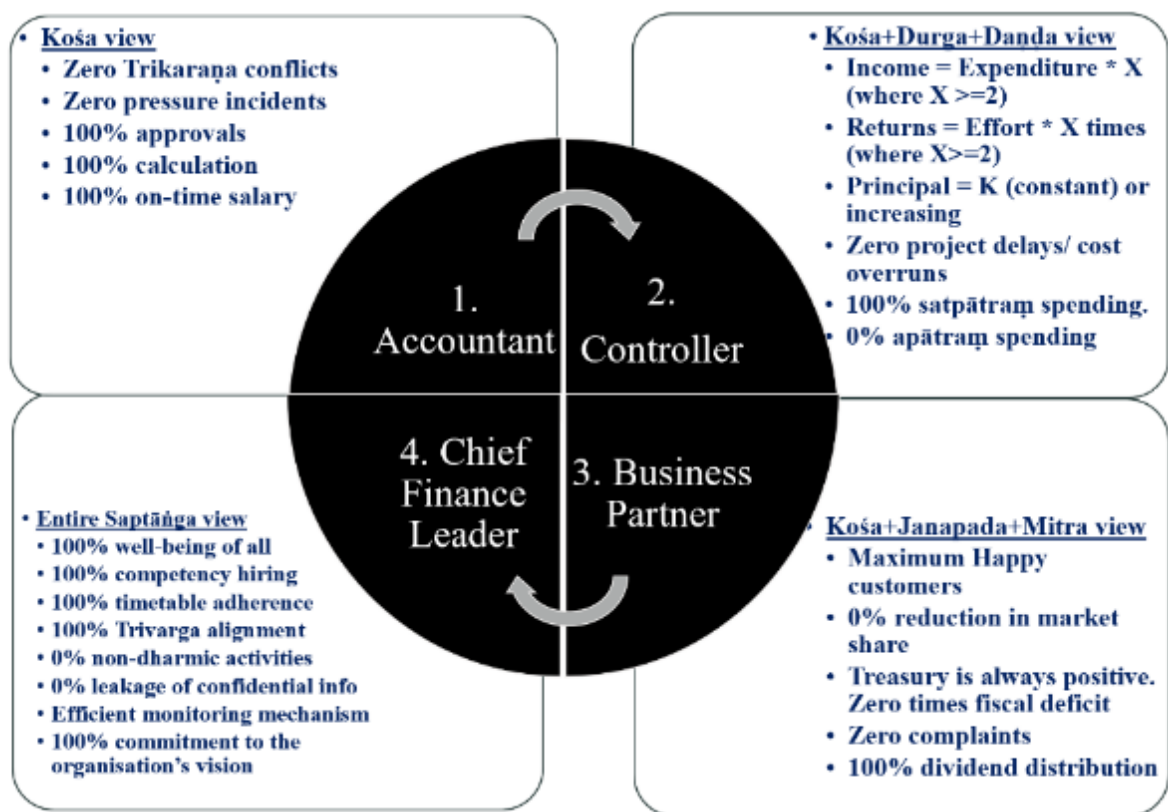 • Kośa view
• Zero Trikaraṇa conflicts
• Zero pressure incidents
• 100% approvals
• 100% calculation
• 100% on-time salary
• Kośa+Durga+Daṇḍa view
• Income = Expenditure * X
(where X >=2)
• Returns = Effort * X times
(where X>=2)
• Principal = K (constant) or
increasing
• Zero project delays/ cost
overruns
• 100% satpātraṃ spending.
• 0% apātraṃ spending
1.
Accountant
2.
Controller
4. Chief
Finance
Leader
3. Business
Partner
• Entire Saptāṅga view
• 100% well-being of all
• 100% competency hiring
• 100% timetable adherence
• 100% Trivarga alignment
• 0% non-dharmic activities
• 0% leakage of confidential info
• Efficient monitoring mechanism
• 100% commitment to the
organisation's vision
• Kośa+Janapada+Mitra view
• Maximum Happy
customers
• 0% reduction in market
share
• Treasury is always positive.
Zero times fiscal deficit
• Zero complaints
• 100% dividend distribution